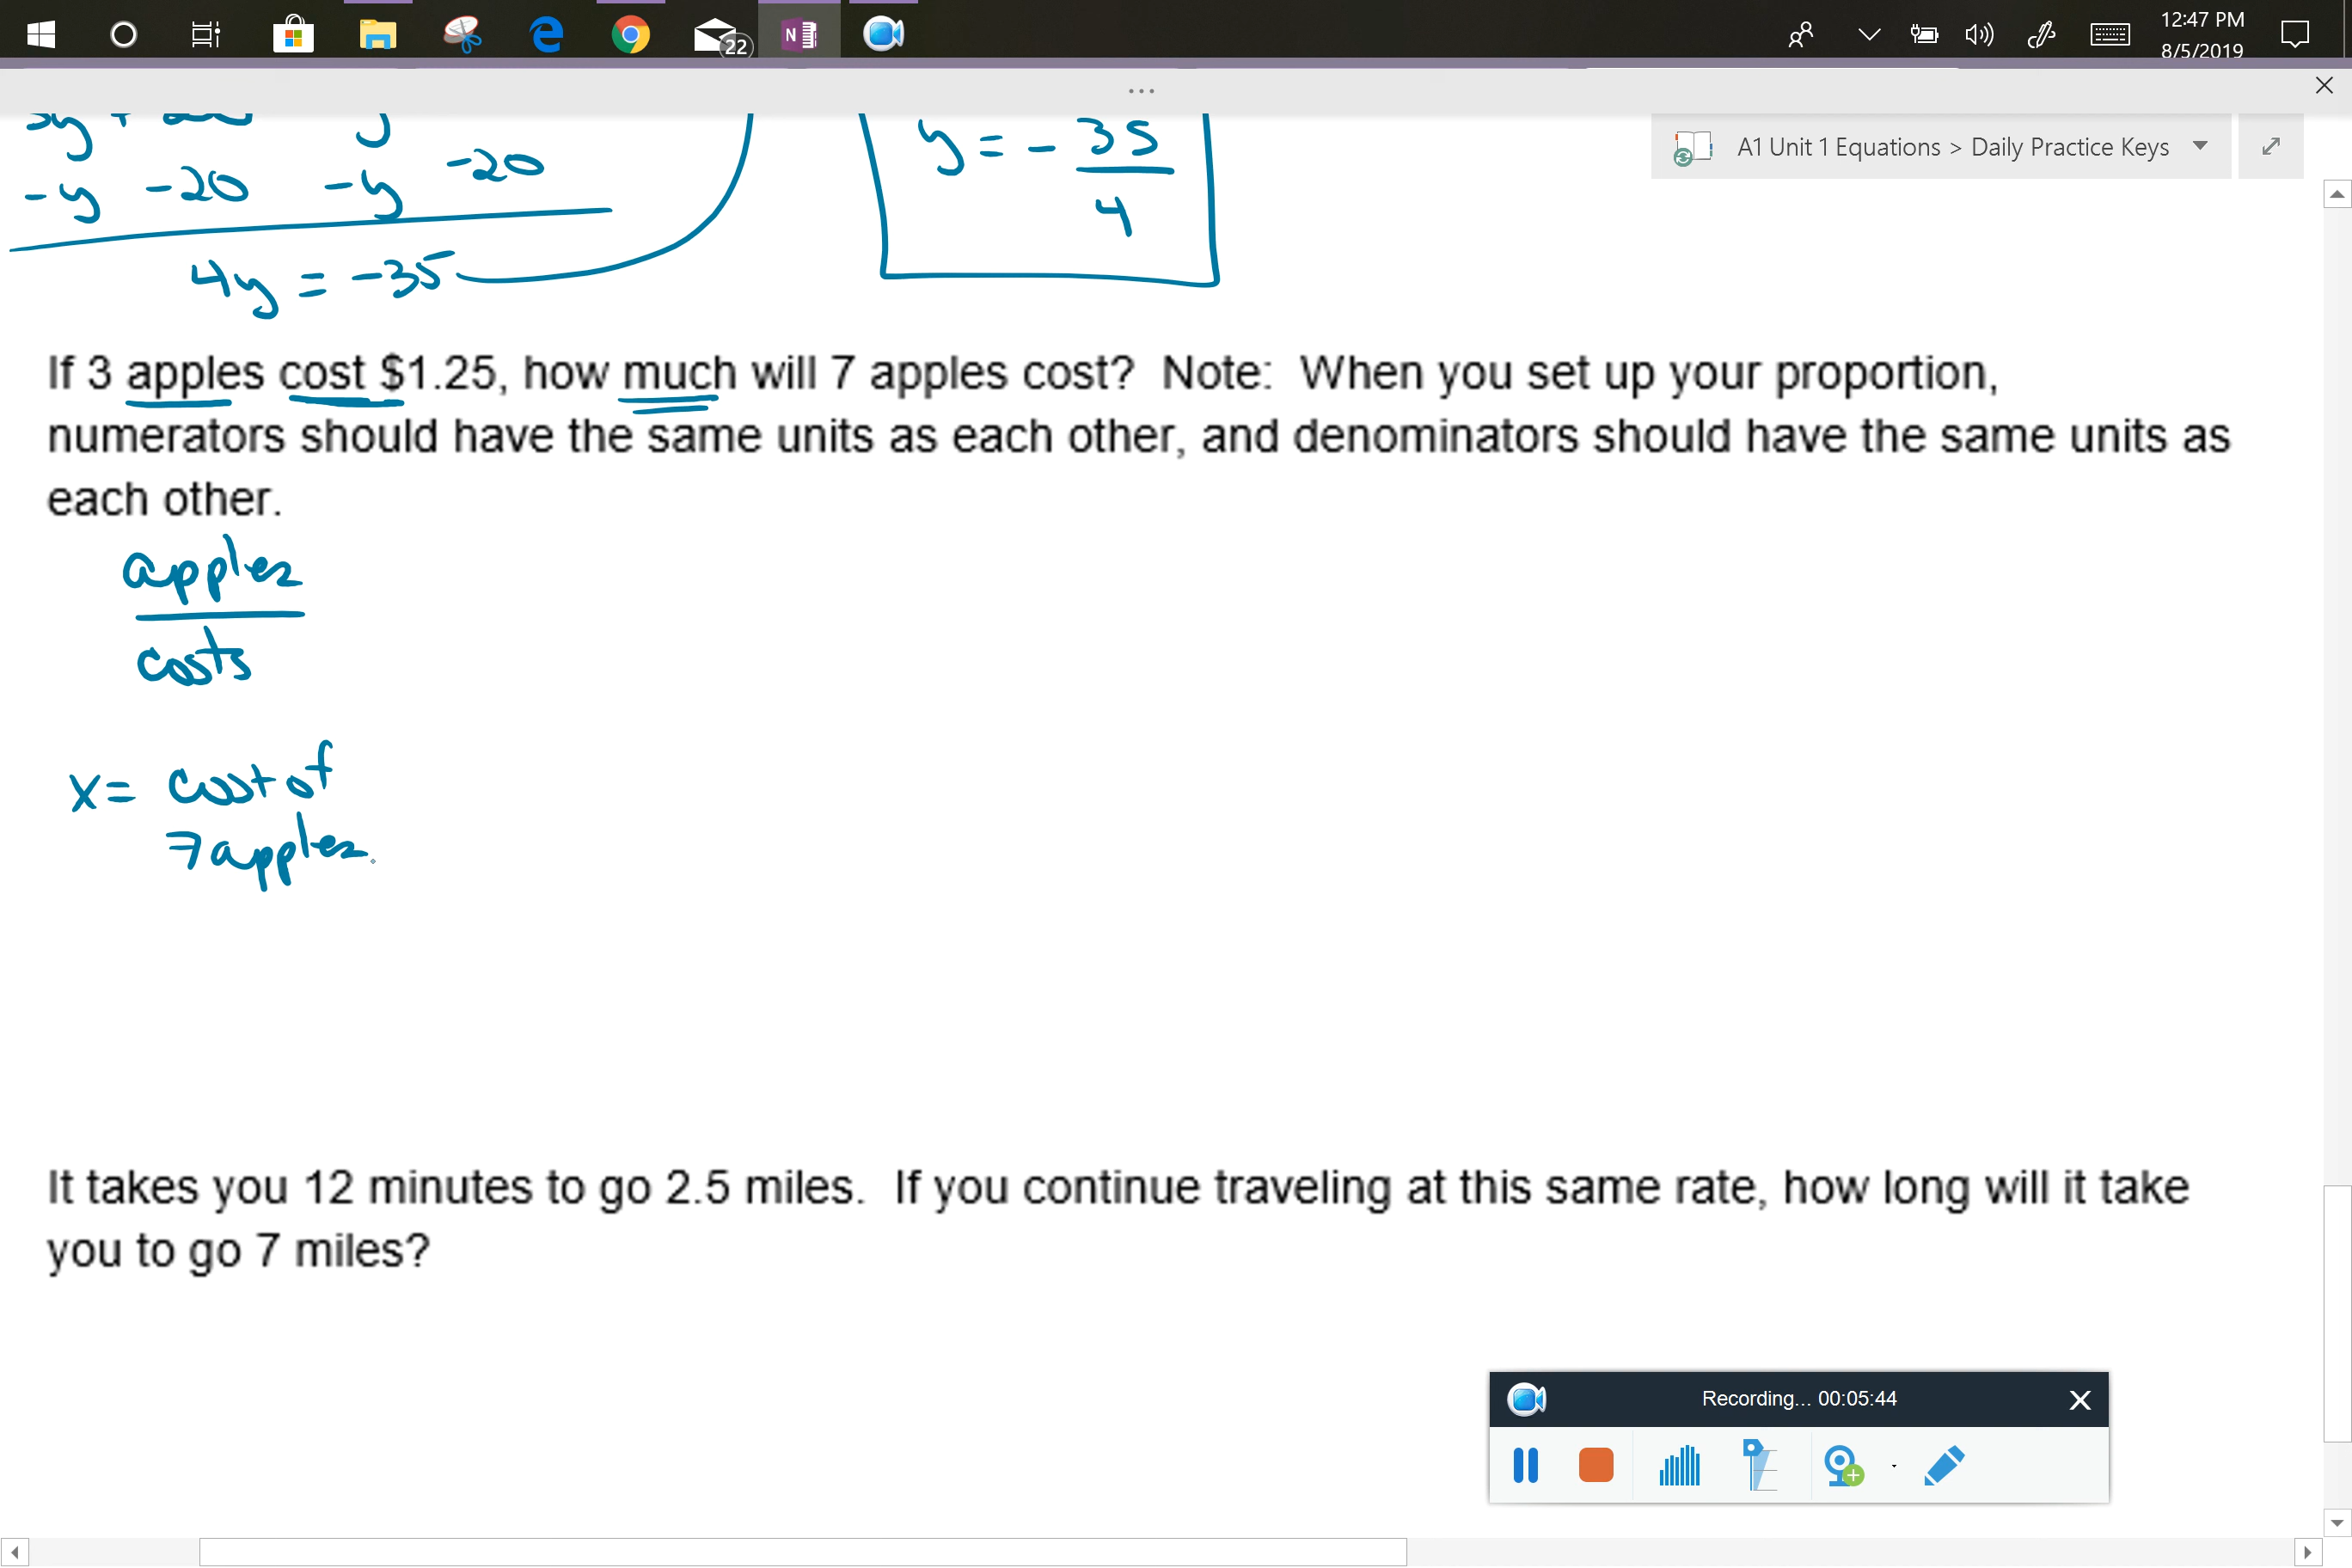 22
N
12:47 PM
8/5/2019
A1 Unit 1 Equations > Daily Practice Keys
-y -20 -y -20
4y = -35
y = - 35/4
If 3 apples cost $1.25, how much will 7 apples cost? Note: When you set up your proportion,
numerators should have the same units as each other, and denominators should have the same units as
each other.
apples
costs
x= cost of
7 apples.
It takes you 12 minutes to go 2.5 miles. If you continue traveling at this same rate, how long will it take
you to go 7 miles?
Recording... 00:05:44